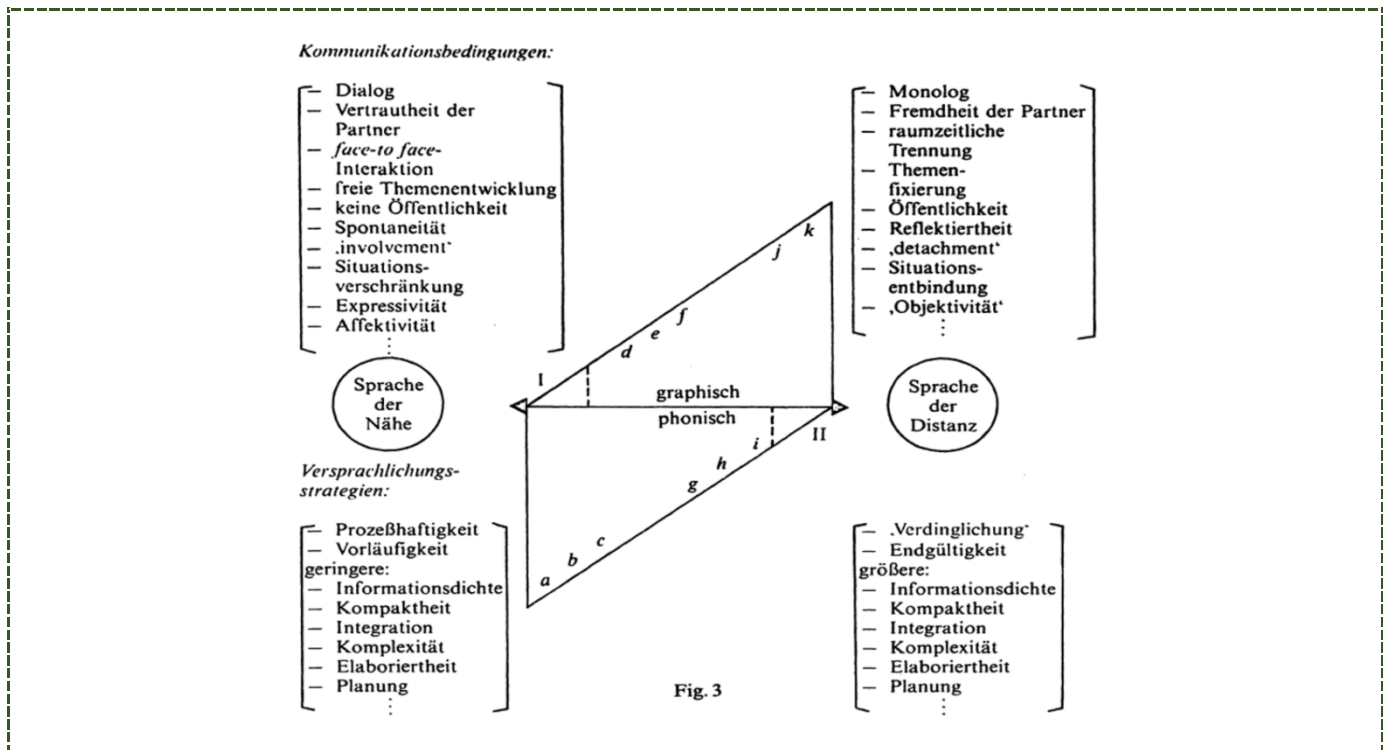 Kommunikationsbedingungen:
– Dialog
– Vertrautheit der
Partner
– face-to face-
Interaktion
– freie Themenentwicklung
– keine Öffentlichkeit
– Spontaneität
– ‚involvement‘
– Situations-
verschränkung
– Expressivität
– Affektivität
⋮
– Monolog
– Fremdheit der Partner
– raumzeitliche
Trennung
– Themen-
fixierung
– Öffentlichkeit
– Reflektiertheit
– ‚detachment‘
– Situations-
entbindung
– ‚Objektivität‘
⋮
Sprache
der
Nähe
k
j
f
e
d
I
graphisch
phonisch
II
i
h
g
c
b
a
Sprache
der
Distanz
Versprachlichungs-
strategien:
– Prozeßhaftigkeit
– Vorläufigkeit
geringere:
– Informationsdichte
– Kompaktheit
– Integration
– Komplexität
– Elaboriertheit
– Planung
⋮
– ‚Verdinglichung‘
– Endgültigkeit
größere:
– Informationsdichte
– Kompaktheit
– Integration
– Komplexität
– Elaboriertheit
– Planung
⋮
Fig. 3